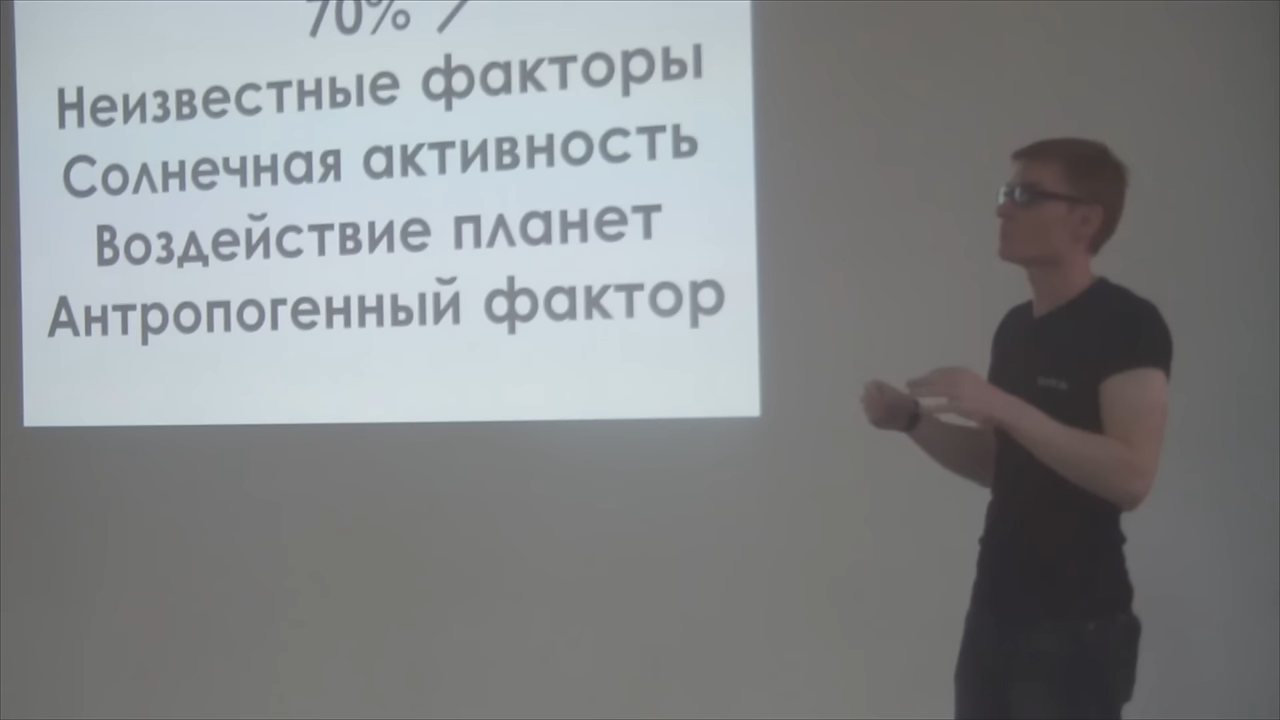 70%
Неизвестные факторы
Солнечная активность
Воздействие планет
Антропогенный фактор